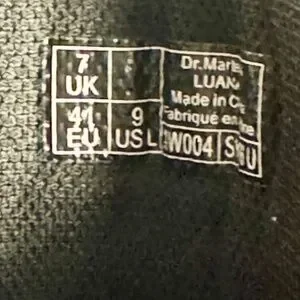 7
UK
41
EU
9
US L
Dr.Marte
LUAN
Made in C
Fabriqué en
W004